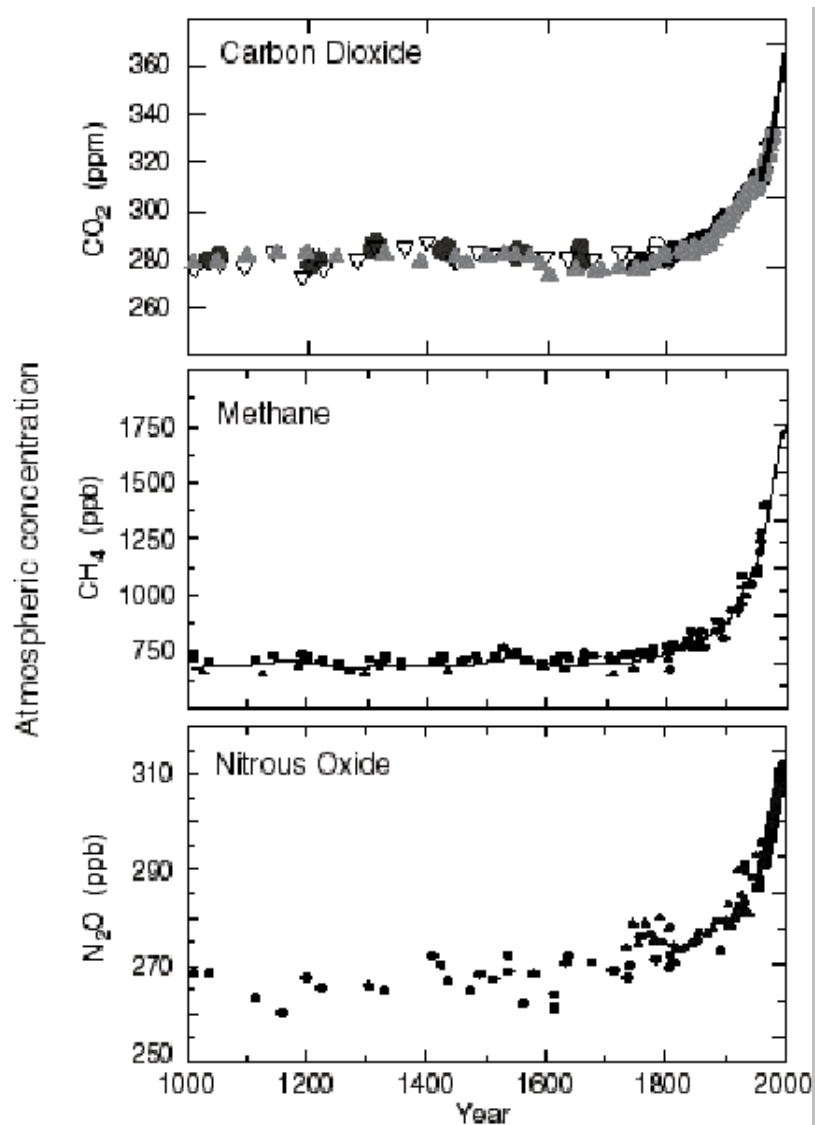 Atmospheric concentration
Carbon Dioxide
CO₂ (ppm)
360
340
320
300
280
260
Methane
CH₄ (ppb)
1750
1500
1250
1000
750
Nitrous Oxide
N₂O (ppb)
310
290
270
250
1000 1200 1400 1600 1800 2000
Year